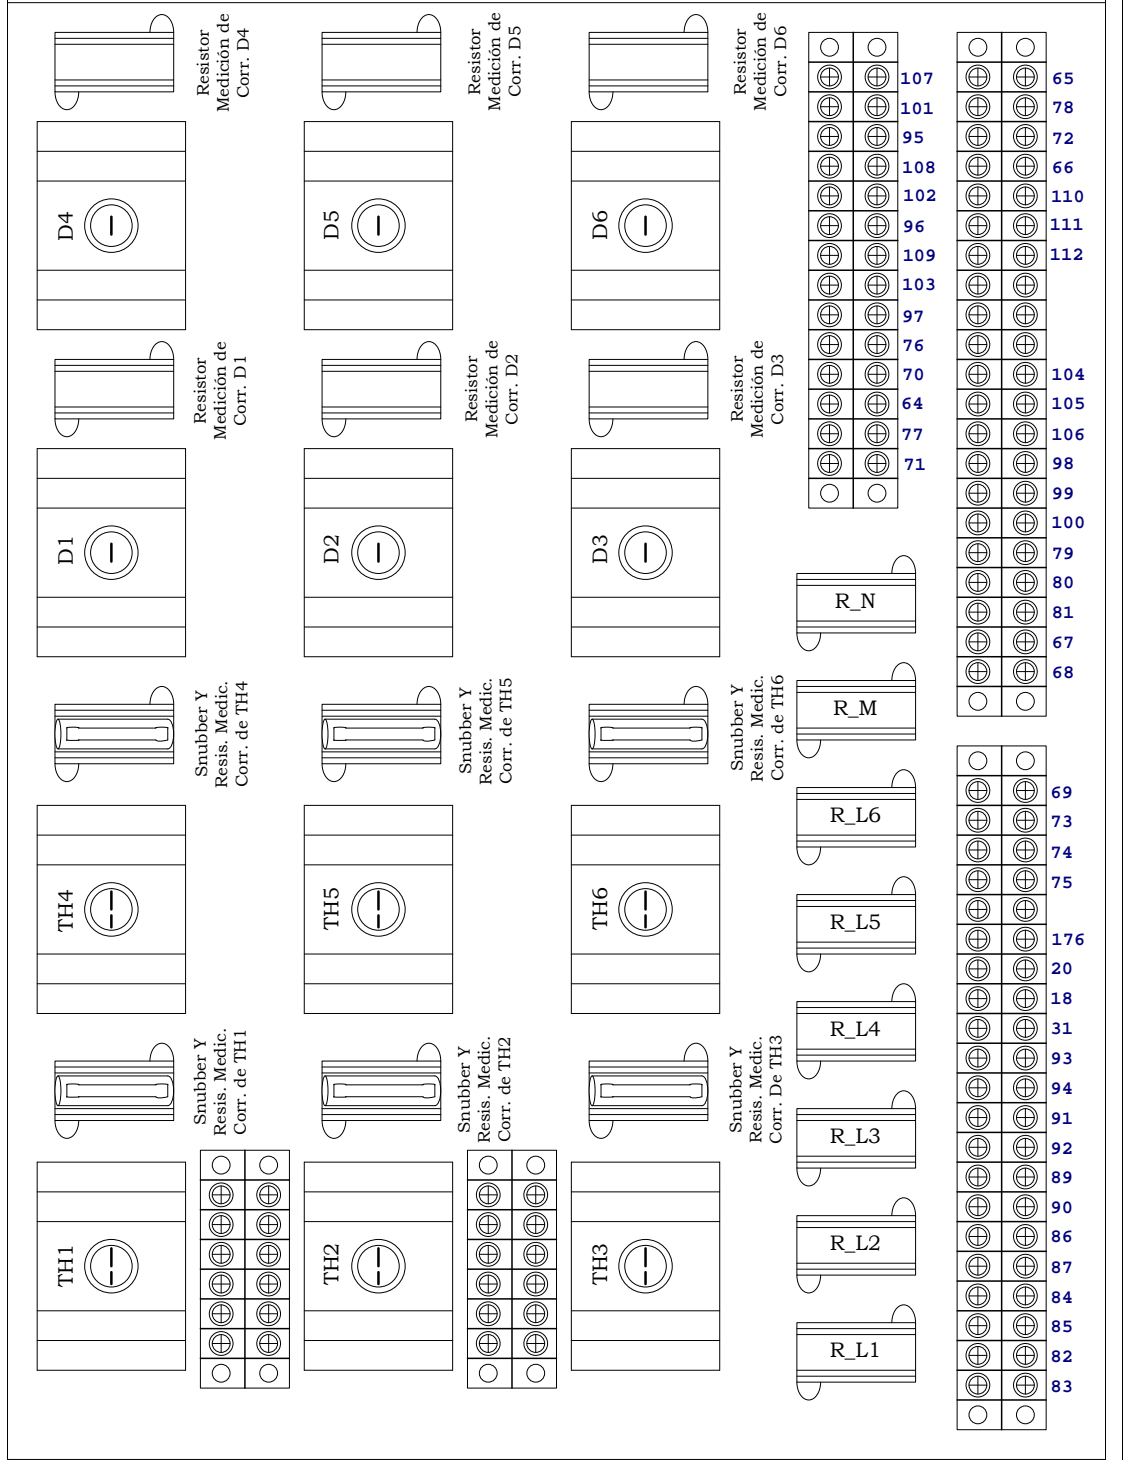 Resistor
Medición de
Corr. D4
Resistor
Medición de
Corr. D5
Resistor
Medición de
Corr. D6
D4
D5
D6
Resistor
Medición de
Corr. D1
Resistor
Medición de
Corr. D2
Resistor
Medición de
Corr. D3
D1
D2
D3
Snubber Y
Resis. Medic.
Corr. de TH4
Snubber Y
Resis. Medic.
Corr. de TH5
Snubber Y
Resis. Medic.
Corr. de TH6
TH4
TH5
TH6
Snubber Y
Resis. Medic.
Corr. de TH1
Snubber Y
Resis. Medic.
Corr. de TH2
Snubber Y
Resis. Medic.
Corr. De TH3
TH1
TH2
TH3
107
101
95
108
102
96
109
103
97
76
70
64
77
71
R_N
R_M
R_L6
R_L5
R_L4
R_L3
R_L2
R_L1
65
78
72
66
110
111
112
104
105
106
98
99
100
79
80
81
67
68
69
73
74
75
176
20
18
31
93
94
91
92
89
90
86
87
84
85
82
83